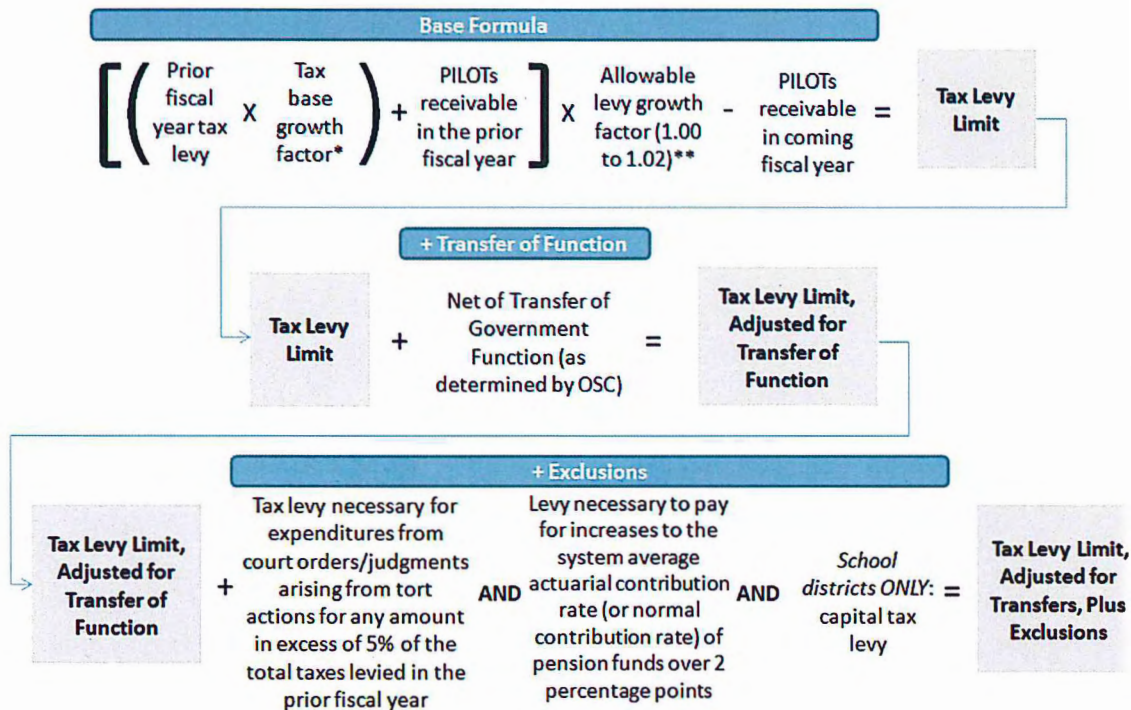 Base Formula
Prior
fiscal
year tax
levy
X
Tax
base
growth
factor*
+
PILOTs
receivable
in the prior
fiscal year
X
Allowable
levy growth
factor (1.00
to 1.02)**
-
PILOTs
receivable
in coming
fiscal year
=
Tax Levy
Limit
+ Transfer of Function
Tax Levy
Limit
+
Net of Transfer of
Government
Function (as
determined by OSC)
=
Tax Levy Limit,
Adjusted for
Transfer of
Function
+ Exclusions
Tax Levy Limit,
Adjusted for
Transfer of
Function
+
Tax levy necessary for
expenditures from
court orders/judgments
arising from tort
actions for any amount
in excess of 5% of the
total taxes levied in the
prior fiscal year
AND
Levy necessary to pay
for increases to the
system average
actuarial contribution
rate (or normal
contribution rate) of
pension funds over 2
percentage points
AND
School
districts ONLY:
capital tax
levy
=
Tax Levy Limit,
Adjusted for
Transfers, Plus
Exclusions